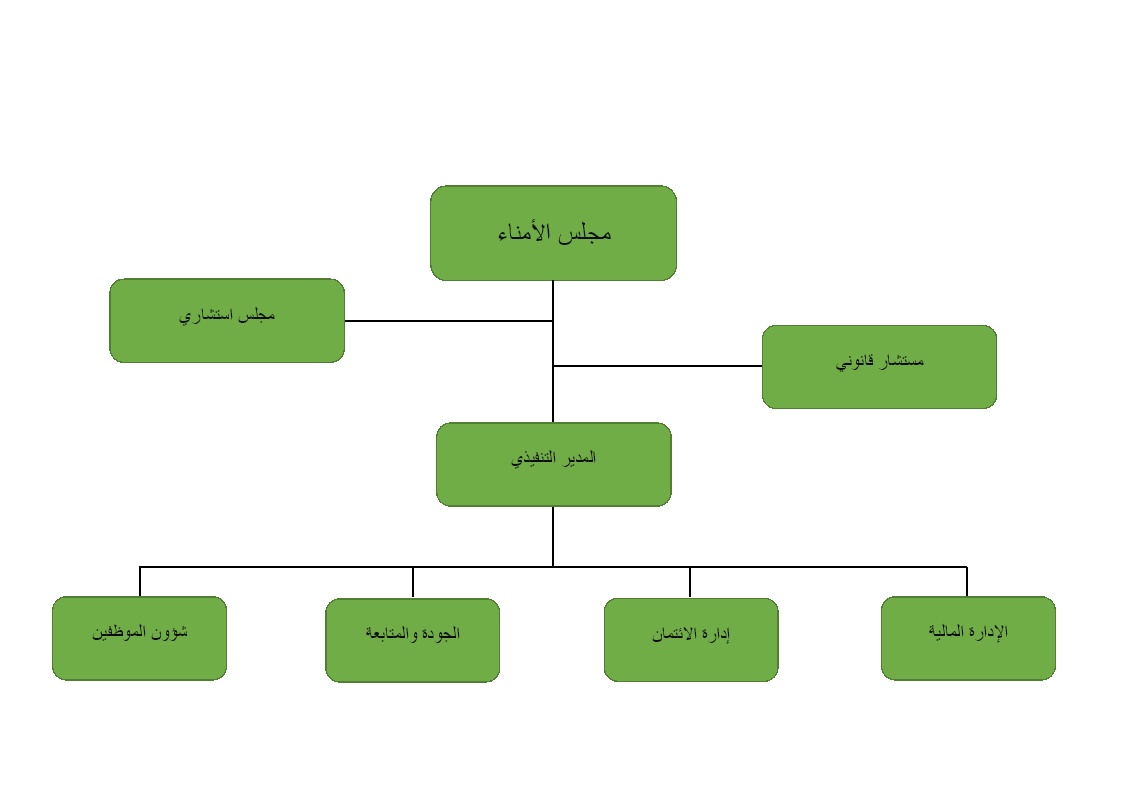 مجلس الأمناء
مجلس استشاري
مستشار قانوني
المدير التنفيذي
الإدارة المالية
إدارة الائتمان
الجودة والمتابعة
شؤون الموظفين